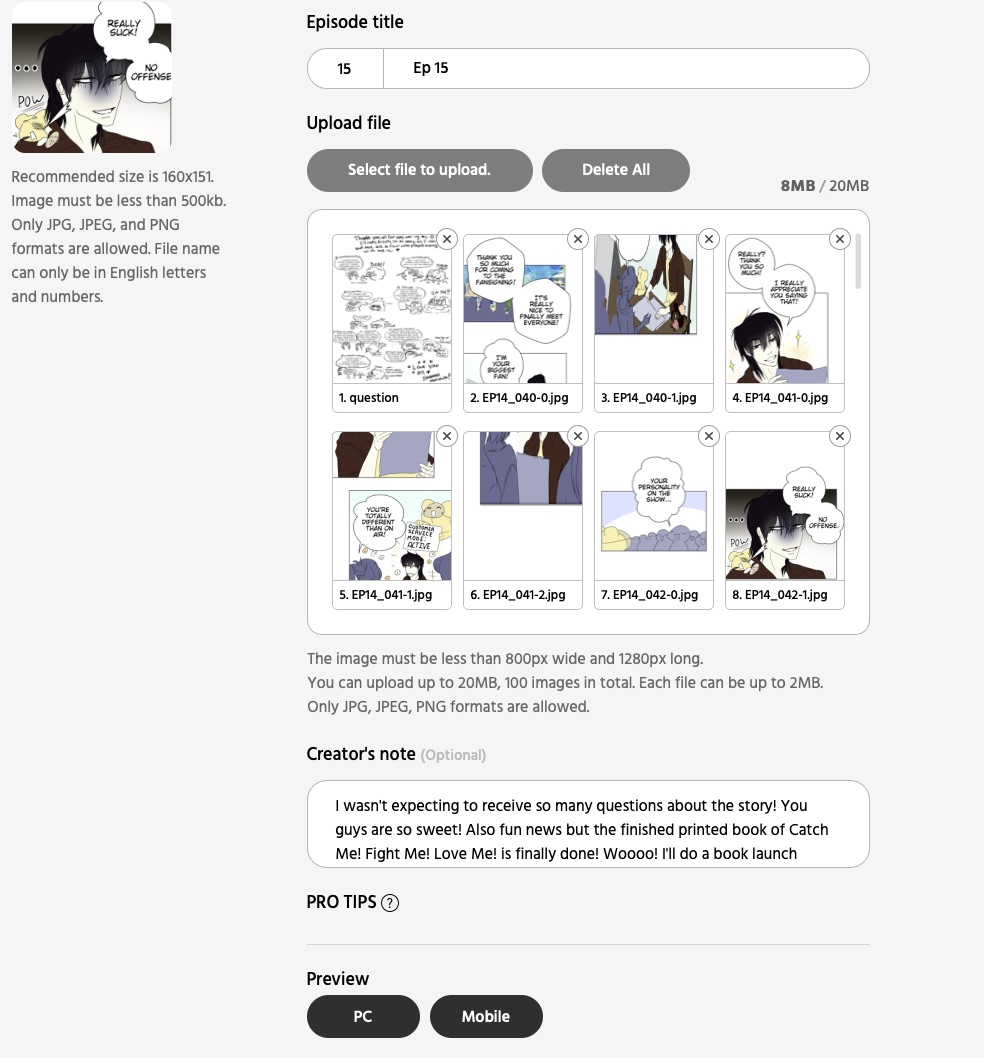 REALLY
SUCK!
NO
OFFENSE
POW
Recommended size is 160x151.
Image must be less than 500kb.
Only JPG, JPEG, and PNG
formats are allowed. File name
can only be in English letters
and numbers.
Episode title
15
Ep 15
Upload file
Select file to upload.
Delete All
8MB / 20MB
1. question
THANK YOU
SO MUCH
FOR COMING
TO THE
FANSIGNING!
IT'S
REALLY
NICE TO
FINALLY MEET
EVERYONE!
I'M
YOUR
BIGGEST
FAN!
2. EP14_040-0.jpg
3. EP14_040-1.jpg
REALLY?
THANK
YOU SO
MUCH!
I REALLY
APPRECIATE
YOU SAYING
THAT!
4. EP14_041-0.jpg
YOU'RE
TOTALLY
DIFFERENT
THAN ON
AIR!
CUSTOMER
SERVICE
MODE:
ACTIVE
5. EP14_041-1.jpg
6. EP14_041-2.jpg
YOUR
PERSONALITY
ON THE
SHOW...
7. EP14_042-0.jpg
REALLY
SUCK!
NO
OFFENSE.
POW
8. EP14_042-1.jpg
The image must be less than 800px wide and 1280px long.
You can upload up to 20MB, 100 images in total. Each file can be up to 2MB.
Only JPG, JPEG, PNG formats are allowed.
Creator's note (Optional)
I wasn't expecting to receive so many questions about the story! You
guys are so sweet! Also fun news but the finished printed book of Catch
Me! Fight Me! Love Me! is finally done! Woooo! I'll do a book launch
PRO TIPS ?
Preview
PC
Mobile